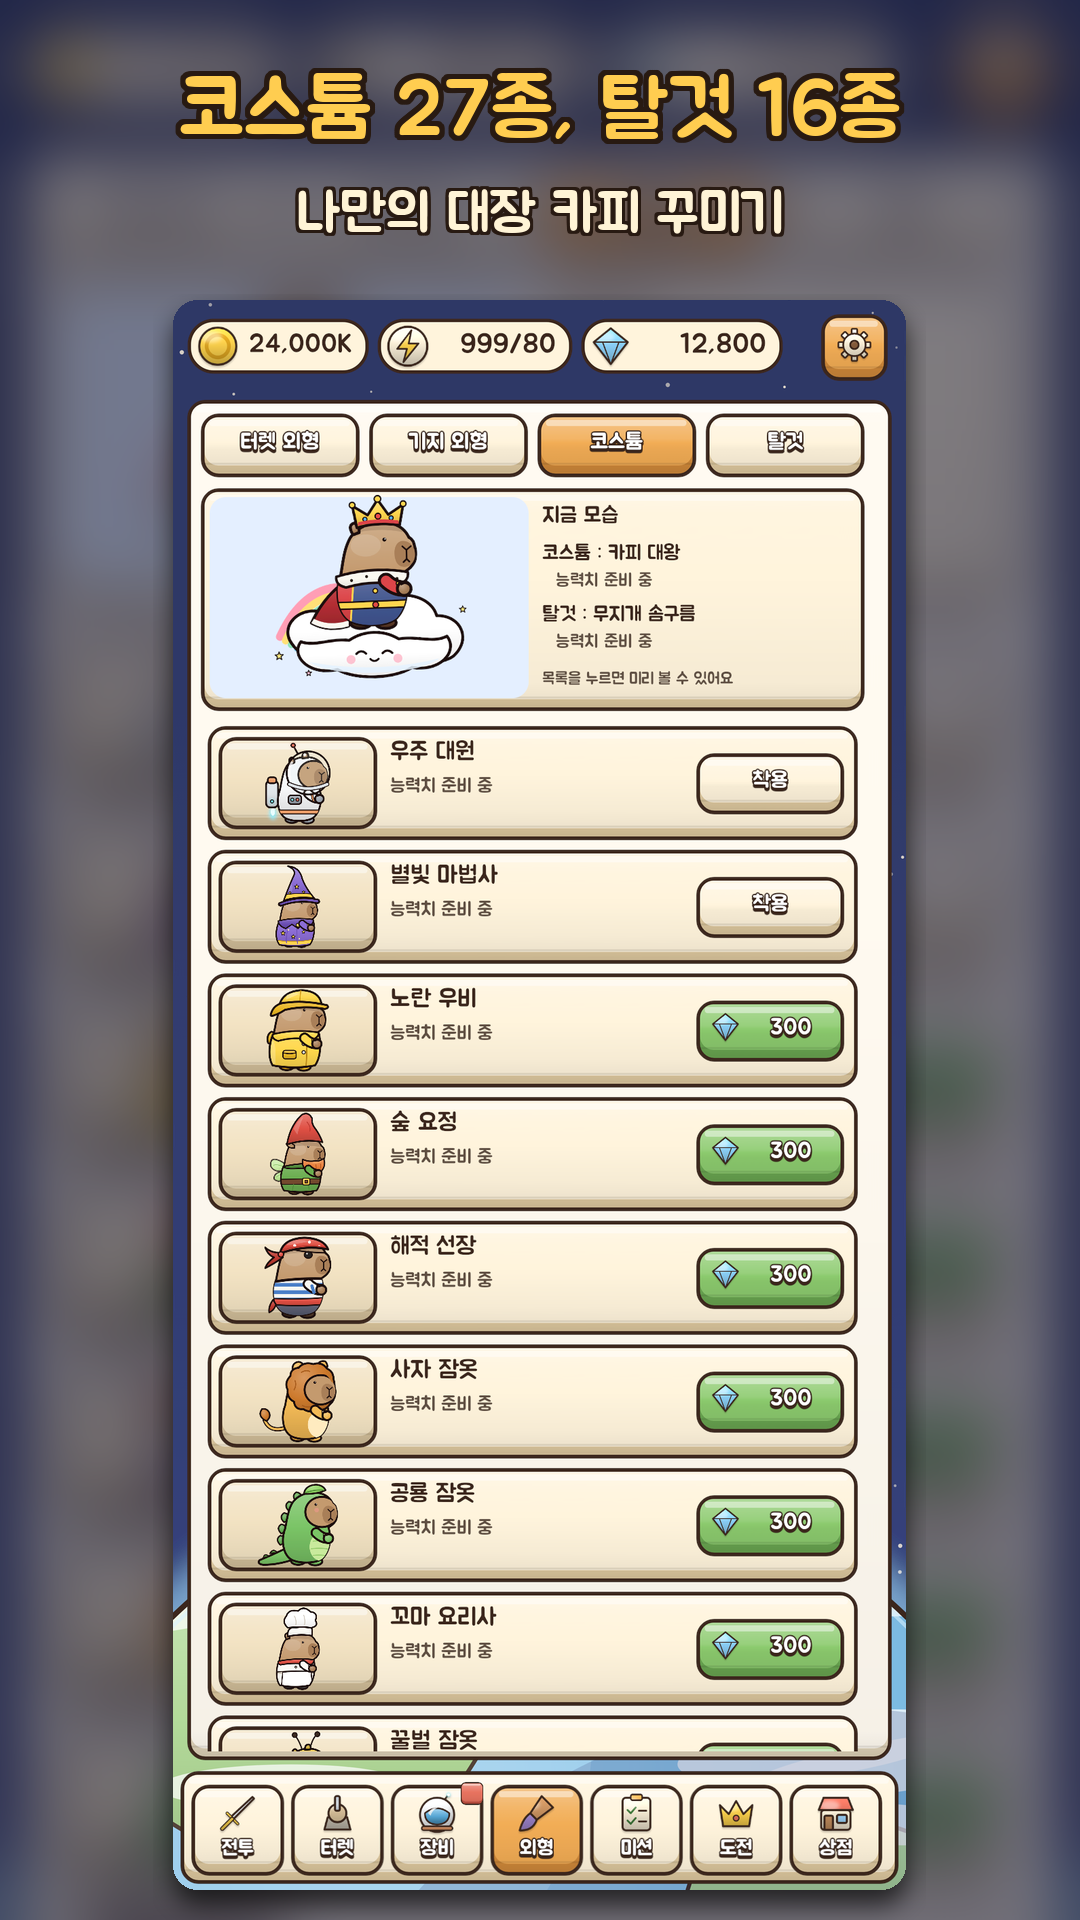 코스튬 27종, 탈것 16종
나만의 대장 카피 꾸미기
24,000K
999/80
12,800
터렛 외형
기지 외형
코스튬
탈것
지금 모습
코스튬 : 카피 대왕
능력치 준비 중
탈것 : 무지개 솜구름
능력치 준비 중
목록을 누르면 미리 볼 수 있어요
우주 대원
능력치 준비 중
착용
별빛 마법사
능력치 준비 중
착용
노란 우비
능력치 준비 중
300
숲 요정
능력치 준비 중
300
해적 선장
능력치 준비 중
300
사자 잠옷
능력치 준비 중
300
공룡 잠옷
능력치 준비 중
300
꼬마 요리사
능력치 준비 중
300
꿀벌 잠옷
전투
터렛
장비
외형
미션
도전
상점